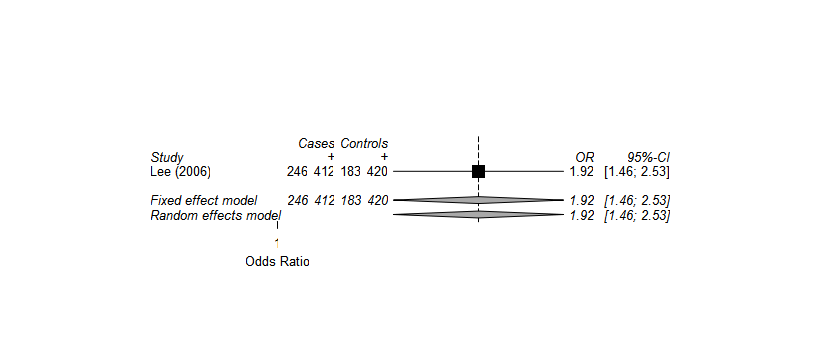 Cases Controls
Study + +
OR 95%-CI
Lee (2006) 246 412 183 420 1.92 [1.46; 2.53]
Fixed effect model 246 412 183 420 1.92 [1.46; 2.53]
Random effects model 1.92 [1.46; 2.53]
1
Odds Ratio